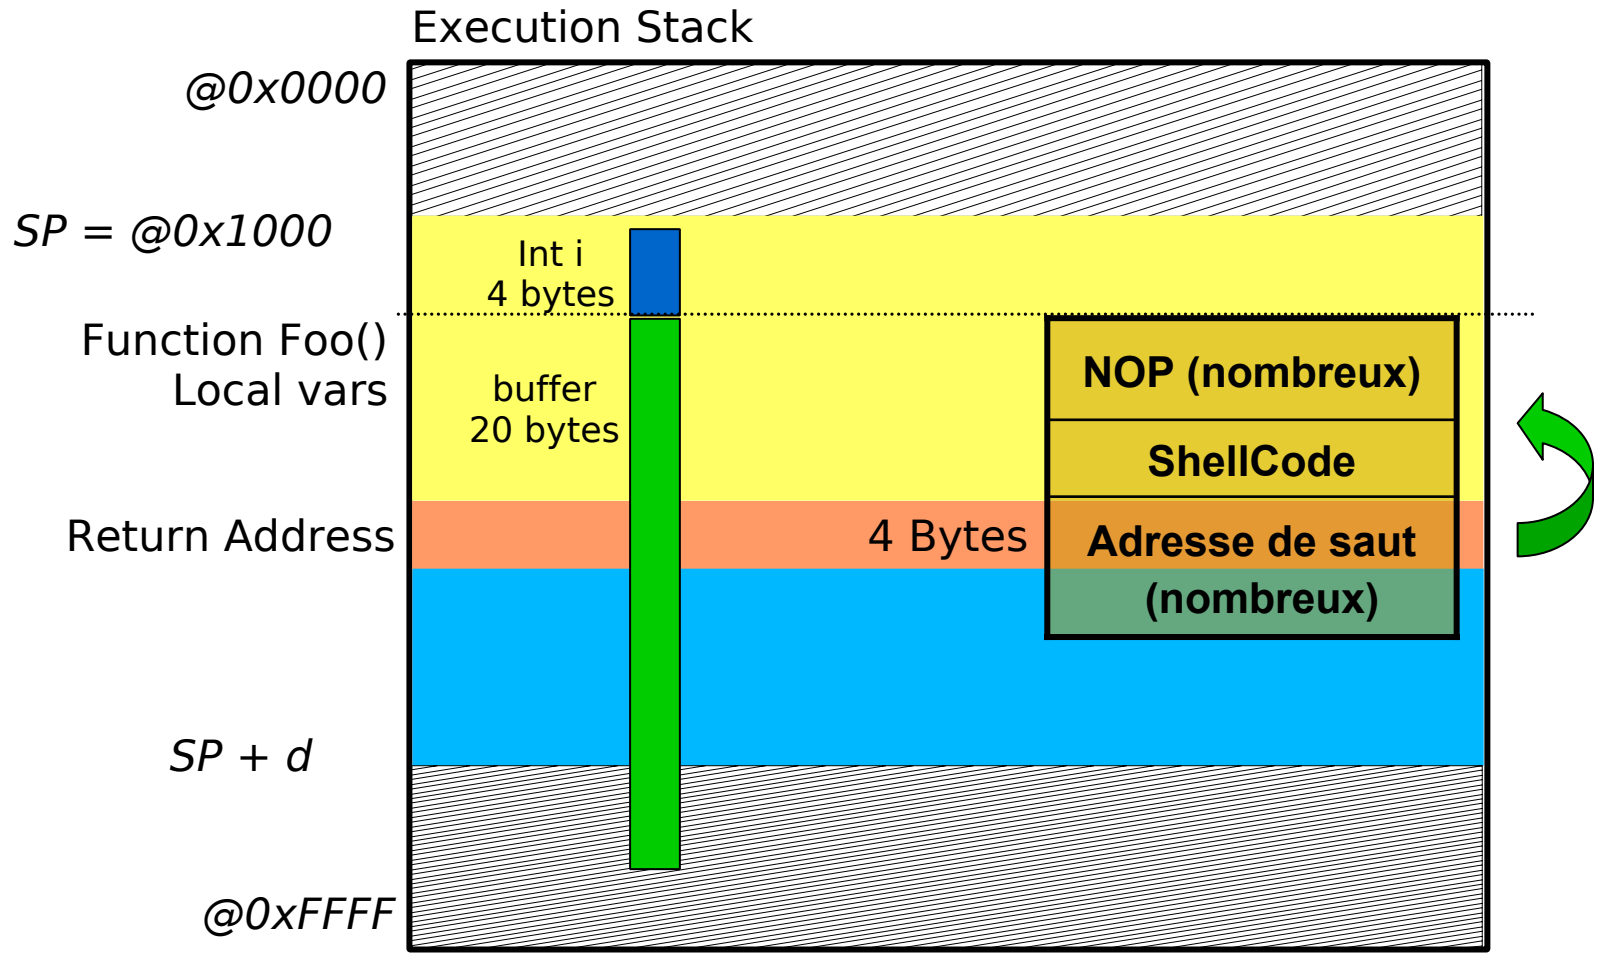 Execution Stack
@0x0000
SP = @0x1000
Int i
4 bytes
Function Foo()
Local vars
buffer
20 bytes
NOP (nombreux)
ShellCode
Return Address
4 Bytes
Adresse de saut
(nombreux)
SP + d
@0xFFFF